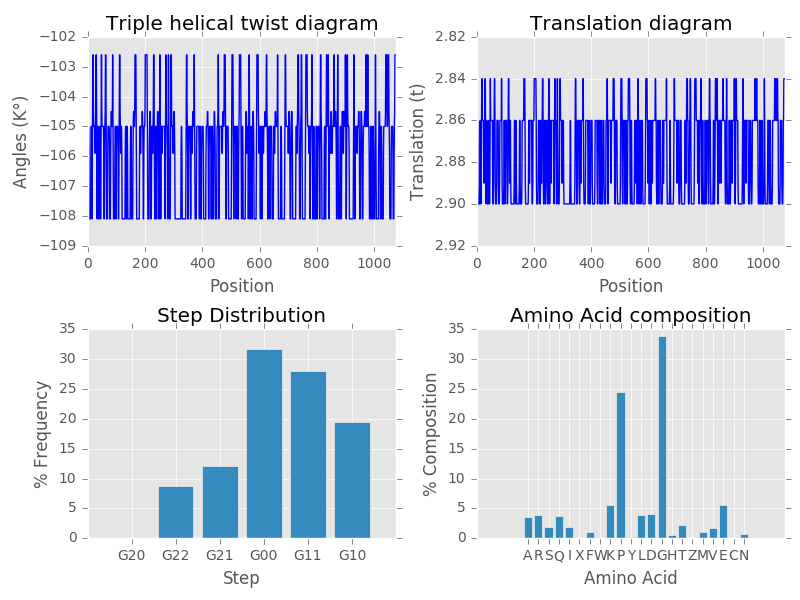 Triple helical twist diagram
Angles (K°)
−102
−103
−104
−105
−106
−107
−108
−109
0 200 400 600 800 1000
Position
Translation diagram
Translation (t)
2.82
2.84
2.86
2.88
2.90
2.92
0 200 400 600 800 1000
Position
Step Distribution
% Frequency
35
30
25
20
15
10
5
0
G20 G22 G21 G00 G11 G10
Step
Amino Acid composition
% Composition
35
30
25
20
15
10
5
0
A R S Q I X F W K P Y L D G H T Z M V E C N
Amino Acid